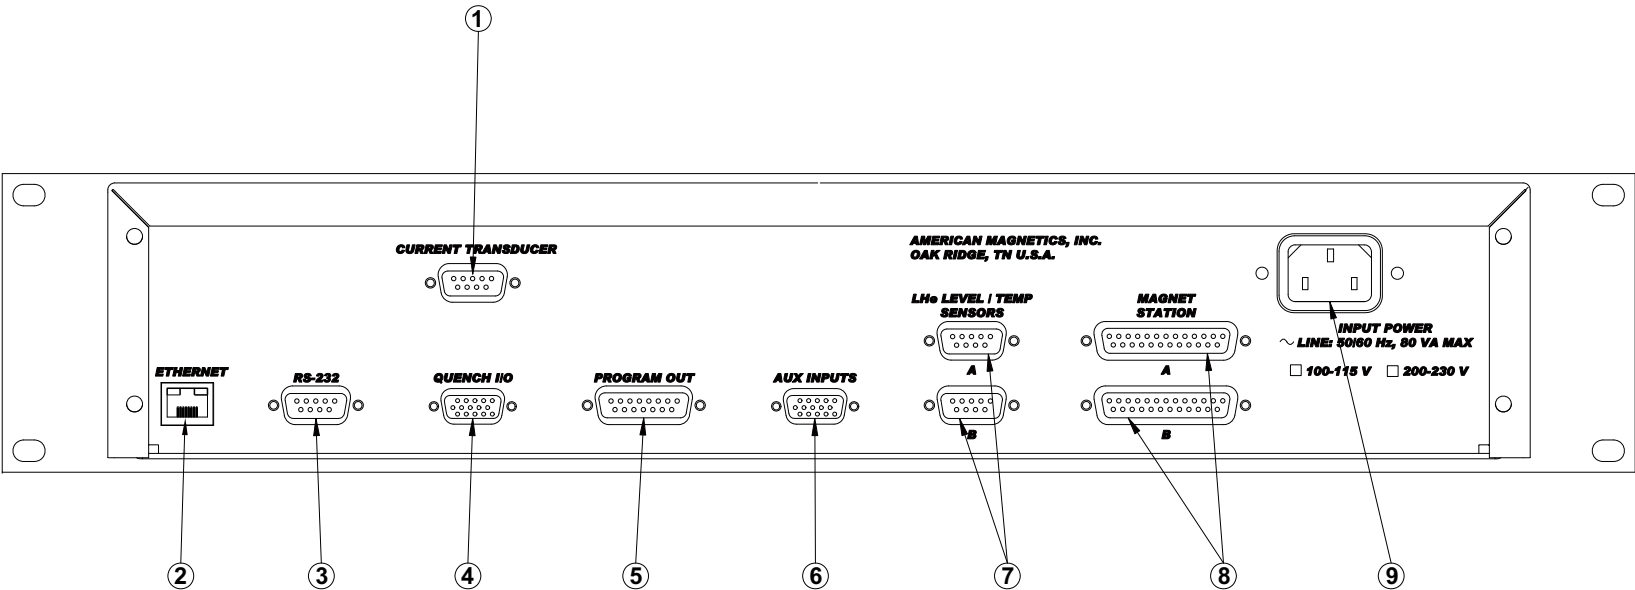 1
CURRENT TRANSDUCER
AMERICAN MAGNETICS, INC.
OAK RIDGE, TN U.S.A.
LHe LEVEL / TEMP
SENSORS
MAGNET
STATION
INPUT POWER
∼ LINE: 50/60 Hz, 80 VA MAX
100-115 V
200-230 V
A
A
ETHERNET
RS-232
QUENCH I/O
PROGRAM OUT
AUX INPUTS
B
B
2
3
4
5
6
7
8
9